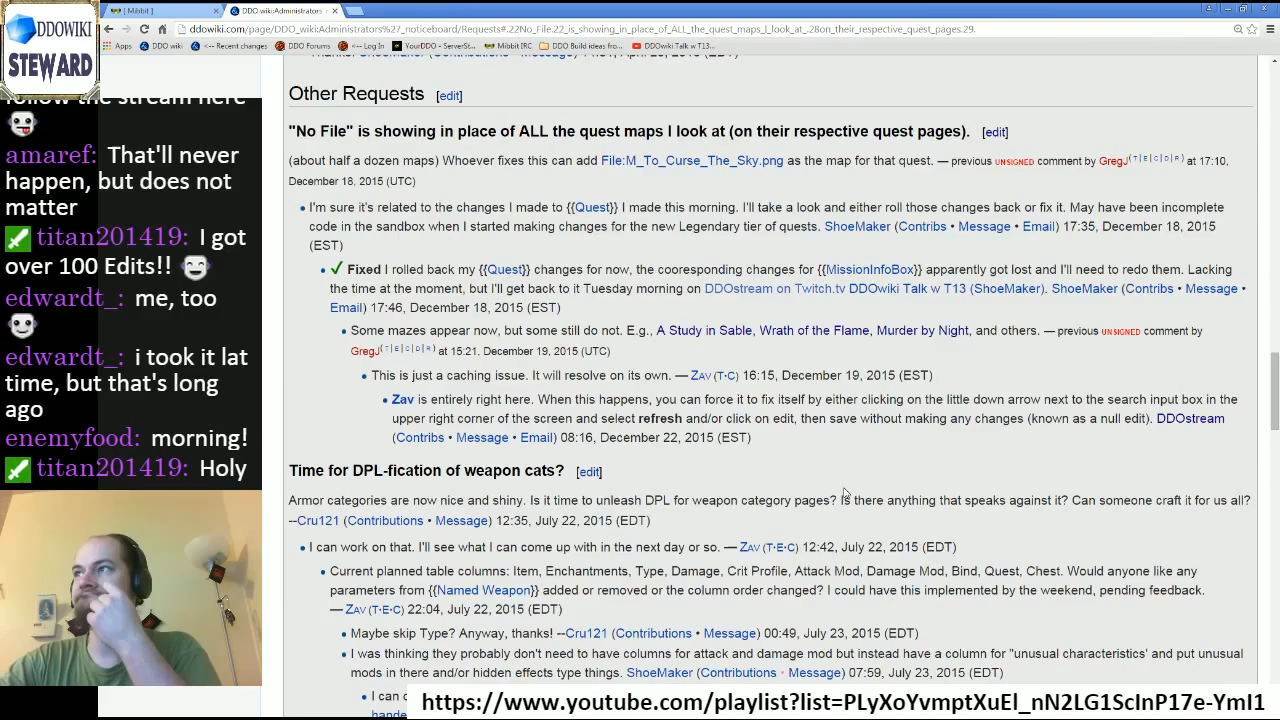 DDOWIKI
STEWARD
[ Mibbit ]
DDO wiki:Administrators
ddowiki.com/page/DDO_wiki:Administrators%27_noticeboard/Requests#.22No_File.22_is_showing_in_place_of_ALL_the_quest_maps_I_look_at_.28on_their_respective_quest_pages.29.
Apps DDO wiki <-- Recent changes DDO Forums <-- Log In YourDDO - ServerSt... Mibbit IRC DDO Build ideas fro... DDOwiki Talk w T13...
follow the stream here
amaref: That'll never
happen, but does not
matter
titan201419: I got
over 100 Edits!!
edwardt_: me, too
edwardt_: i took it lat
time, but that's long
ago
enemyfood: morning!
titan201419: Holy
Other Requests [edit]
"No File" is showing in place of ALL the quest maps I look at (on their respective quest pages). [edit]
(about half a dozen maps) Whoever fixes this can add File:M_To_Curse_The_Sky.png as the map for that quest. — previous UNSIGNED comment by GregJ(T|E|C|D|R) at 17:10,
December 18, 2015 (UTC)
I'm sure it's related to the changes I made to {{Quest}} I made this morning. I'll take a look and either roll those changes back or fix it. May have been incomplete
code in the sandbox when I started making changes for the new Legendary tier of quests. ShoeMaker (Contribs • Message • Email) 17:35, December 18, 2015
(EST)
✓ Fixed I rolled back my {{Quest}} changes for now, the cooresponding changes for {{MissionInfoBox}} apparently got lost and I'll need to redo them. Lacking
the time at the moment, but I'll get back to it Tuesday morning on DDOstream on Twitch.tv DDOwiki Talk w T13 (ShoeMaker). ShoeMaker (Contribs • Message •
Email) 17:46, December 18, 2015 (EST)
Some mazes appear now, but some still do not. E.g., A Study in Sable, Wrath of the Flame, Murder by Night, and others. — previous UNSIGNED comment by
GregJ(T|E|C|D|R) at 15:21, December 19, 2015 (UTC)
This is just a caching issue. It will resolve on its own. — ZAV (T·C) 16:15, December 19, 2015 (EST)
Zav is entirely right here. When this happens, you can force it to fix itself by either clicking on the little down arrow next to the search input box in the
upper right corner of the screen and select refresh and/or click on edit, then save without making any changes (known as a null edit). DDOstream
(Contribs • Message • Email) 08:16, December 22, 2015 (EST)
Time for DPL-fication of weapon cats? [edit]
Armor categories are now nice and shiny. Is it time to unleash DPL for weapon category pages? Is there anything that speaks against it? Can someone craft it for us all?
--Cru121 (Contributions • Message) 12:35, July 22, 2015 (EDT)
I can work on that. I'll see what I can come up with in the next day or so. — ZAV (T·E·C) 12:42, July 22, 2015 (EDT)
Current planned table columns: Item, Enchantments, Type, Damage, Crit Profile, Attack Mod, Damage Mod, Bind, Quest, Chest. Would anyone like any
parameters from {{Named Weapon}} added or removed or the column order changed? I could have this implemented by the weekend, pending feedback.
— ZAV (T·E·C) 22:04, July 22, 2015 (EDT)
Maybe skip Type? Anyway, thanks! --Cru121 (Contributions • Message) 00:49, July 23, 2015 (EDT)
I was thinking they probably don't need to have columns for attack and damage mod but instead have a column for "unusual characteristics' and put unusual
mods in there and/or hidden effects type things. ShoeMaker (Contributions • Message) 07:59, July 23, 2015 (EDT)
I can
https://www.youtube.com/playlist?list=PLyXoYvmptXuEl_nN2LG1ScInP17e-YmI1